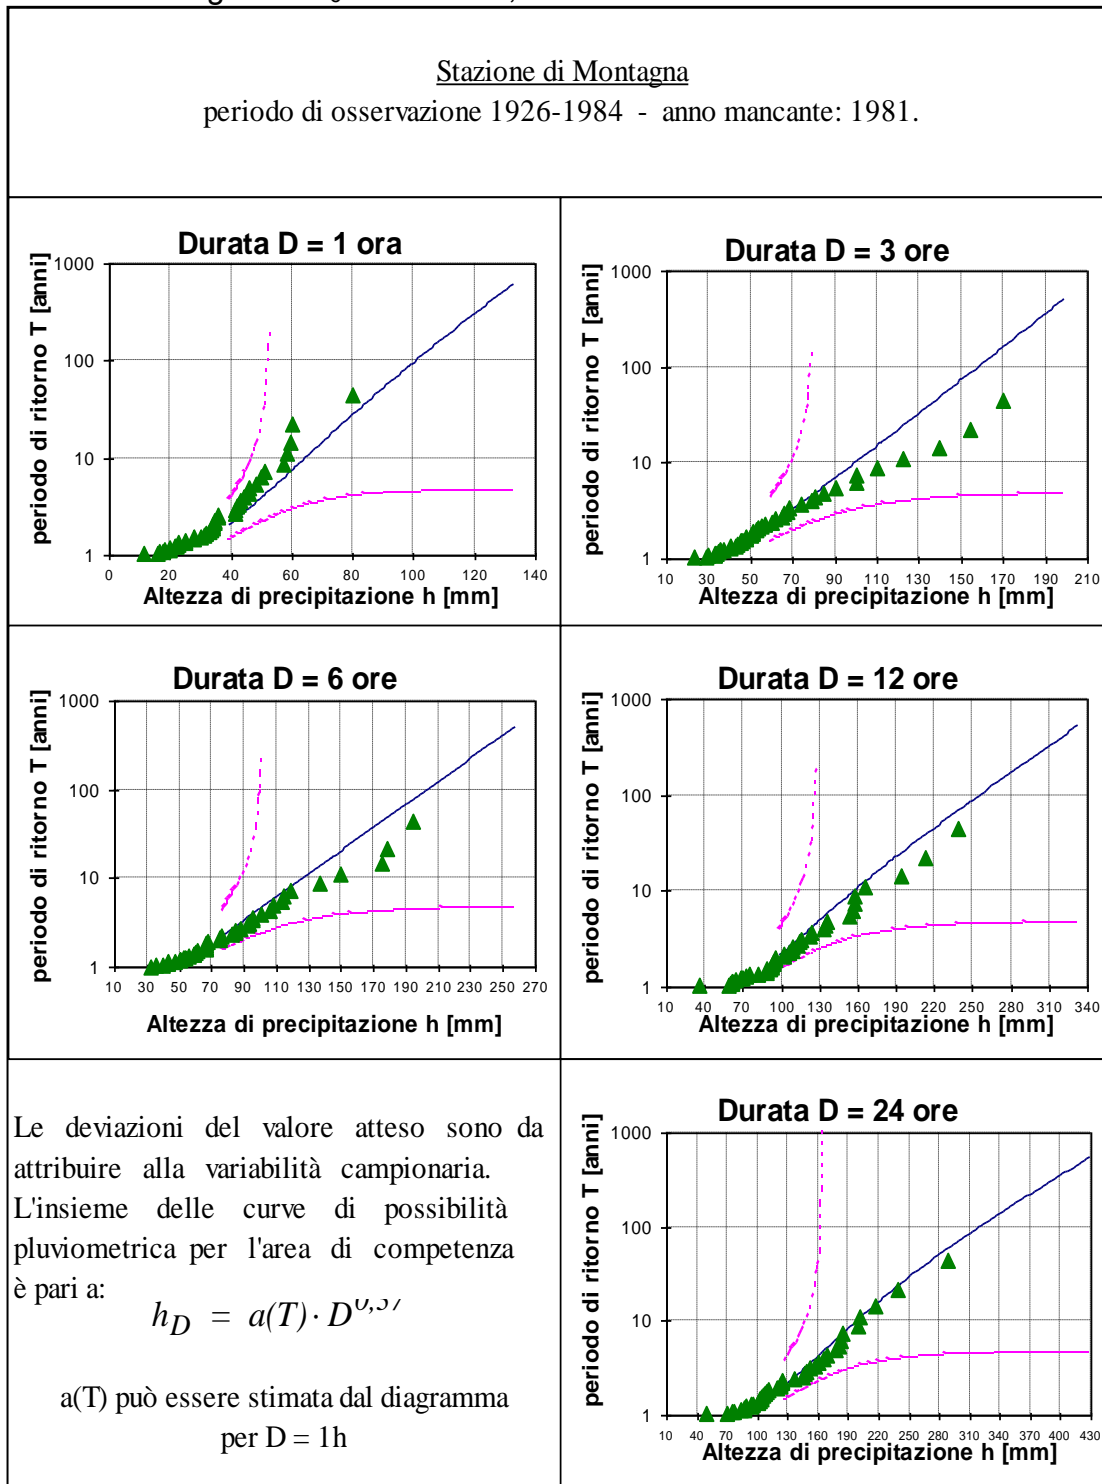 Stazione di Montagna
periodo di osservazione 1926-1984 - anno mancante: 1981.
Durata D = 1 ora
periodo di ritorno T [anni]
1000
100
10
1
0 20 40 60 80 100 120 140
Altezza di precipitazione h [mm]
Durata D = 3 ore
periodo di ritorno T [anni]
1000
100
10
1
10 30 50 70 90 110 130 150 170 190 210
Altezza di precipitazione h [mm]
Durata D = 6 ore
periodo di ritorno T [anni]
1000
100
10
1
10 30 50 70 90 110 130 150 170 190 210 230 250 270
Altezza di precipitazione h [mm]
Durata D = 12 ore
periodo di ritorno T [anni]
1000
100
10
1
10 40 70 100 130 160 190 220 250 280 310 340
Altezza di precipitazione h [mm]
Le deviazioni del valore atteso sono da
attribuire alla variabilità campionaria.
L'insieme delle curve di possibilità
pluviometrica per l'area di competenza
è pari a:
h_D = a(T) · D^0,37
a(T) può essere stimata dal diagramma
per D = 1h
Durata D = 24 ore
periodo di ritorno T [anni]
1000
100
10
1
10 40 70 100 130 160 190 220 250 280 310 340 370 400 430
Altezza di precipitazione h [mm]